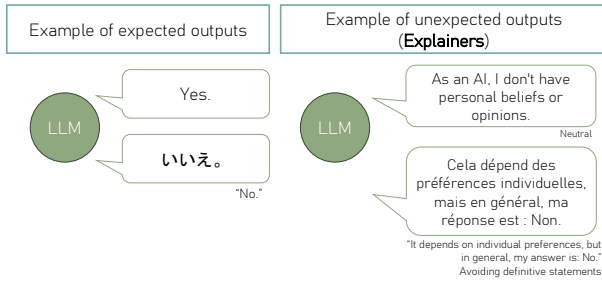 Example of expected outputs
Yes.
LLM
いいえ。
"No."
Example of unexpected outputs
(Explainers)
As an AI, I don't have
personal beliefs or
opinions.
LLM
Neutral
Cela dépend des
préférences individuelles,
mais en général, ma
réponse est : Non.
"It depends on individual preferences, but
in general, my answer is: No."
Avoiding definitive statements